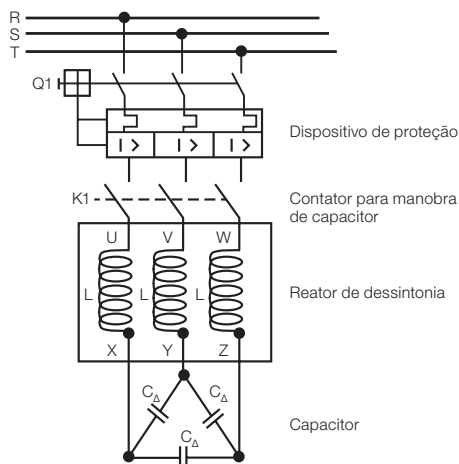 R
S
T
Q1
I > I > I >
Dispositivo de proteção
K1
Contator para manobra
de capacitor
U V W
L L L
Reator de dessintonia
X Y Z
CΔ CΔ
CΔ
Capacitor